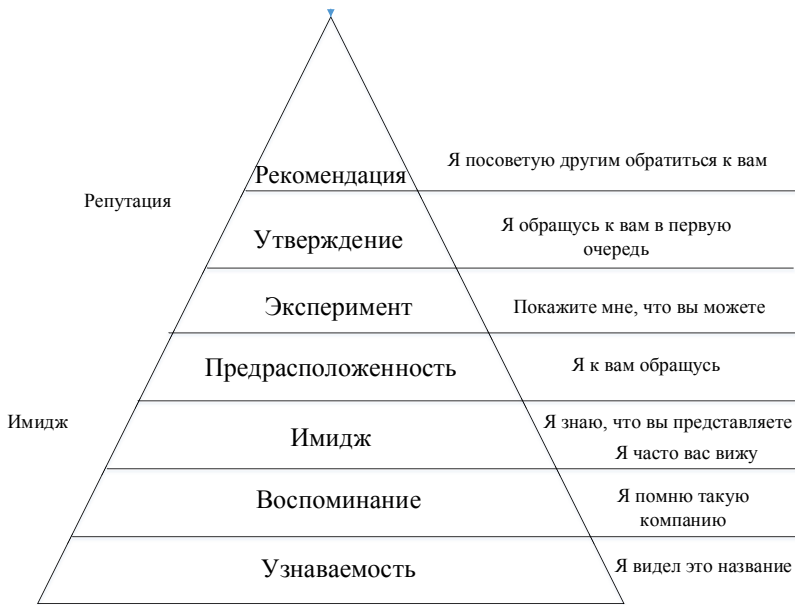 Рекомендация
Я посоветую другим обратиться к вам
Репутация
Утверждение
Я обращусь к вам в первую
очередь
Эксперимент
Покажите мне, что вы можете
Предрасположенность
Я к вам обращусь
Имидж
Имидж
Я знаю, что вы представляете
Я часто вас вижу
Воспоминание
Я помню такую
компанию
Узнаваемость
Я видел это название